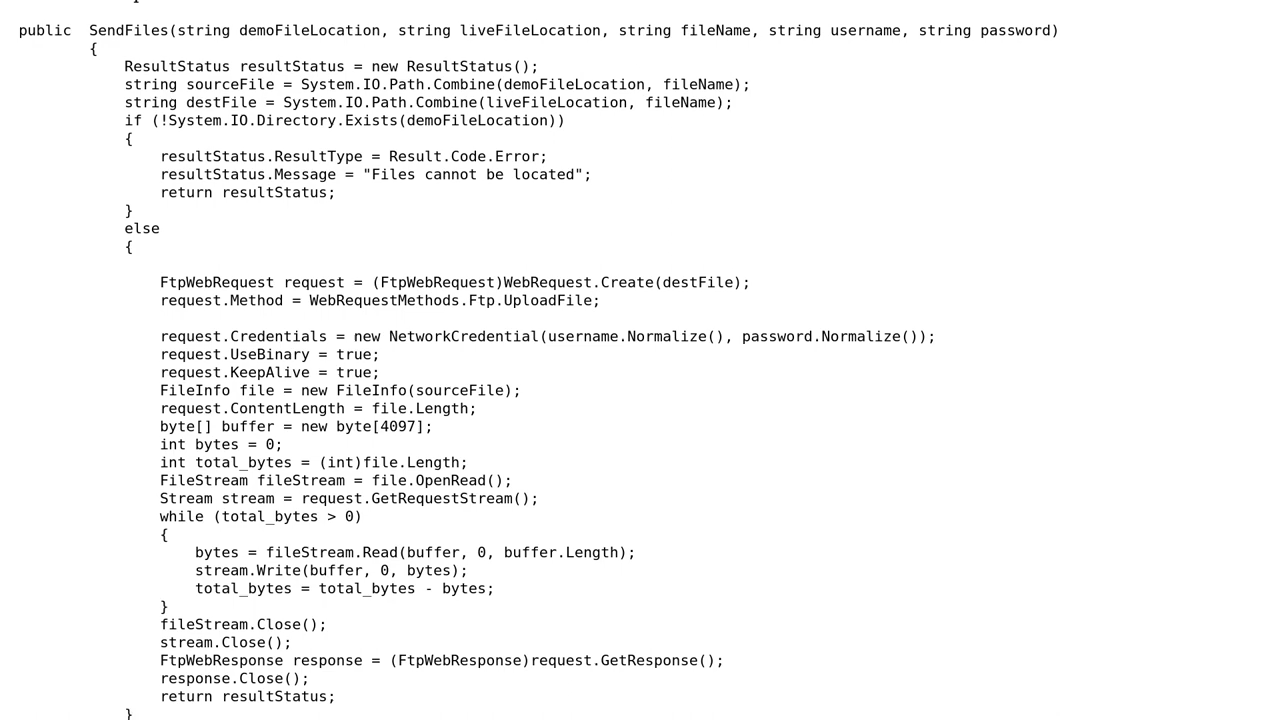 public  SendFiles(string demoFileLocation, string liveFileLocation, string fileName, string username, string password)
{
ResultStatus resultStatus = new ResultStatus();
string sourceFile = System.IO.Path.Combine(demoFileLocation, fileName);
string destFile = System.IO.Path.Combine(liveFileLocation, fileName);
if (!System.IO.Directory.Exists(demoFileLocation))
{
resultStatus.ResultType = Result.Code.Error;
resultStatus.Message = "Files cannot be located";
return resultStatus;
}
else
{
FtpWebRequest request = (FtpWebRequest)WebRequest.Create(destFile);
request.Method = WebRequestMethods.Ftp.UploadFile;
request.Credentials = new NetworkCredential(username.Normalize(), password.Normalize());
request.UseBinary = true;
request.KeepAlive = true;
FileInfo file = new FileInfo(sourceFile);
request.ContentLength = file.Length;
byte[] buffer = new byte[4097];
int bytes = 0;
int total_bytes = (int)file.Length;
FileStream fileStream = file.OpenRead();
Stream stream = request.GetRequestStream();
while (total_bytes > 0)
{
bytes = fileStream.Read(buffer, 0, buffer.Length);
stream.Write(buffer, 0, bytes);
total_bytes = total_bytes - bytes;
}
fileStream.Close();
stream.Close();
FtpWebResponse response = (FtpWebResponse)request.GetResponse();
response.Close();
return resultStatus;
}